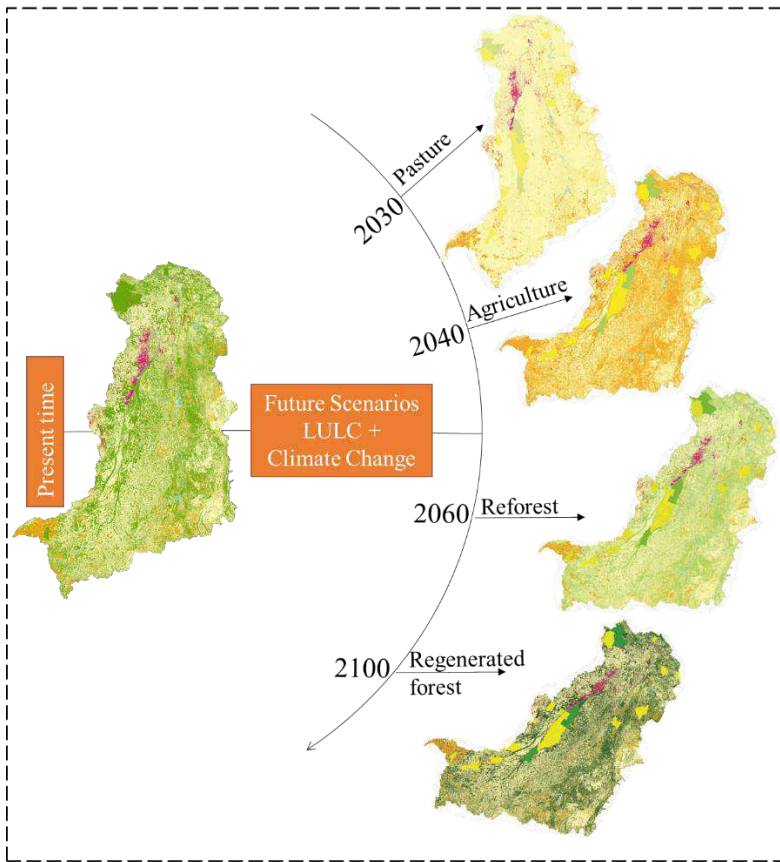 Present time
Future Scenarios
LULC +
Climate Change
2030
Pasture
2040
Agriculture
2060
Reforest
2100
Regenerated
forest